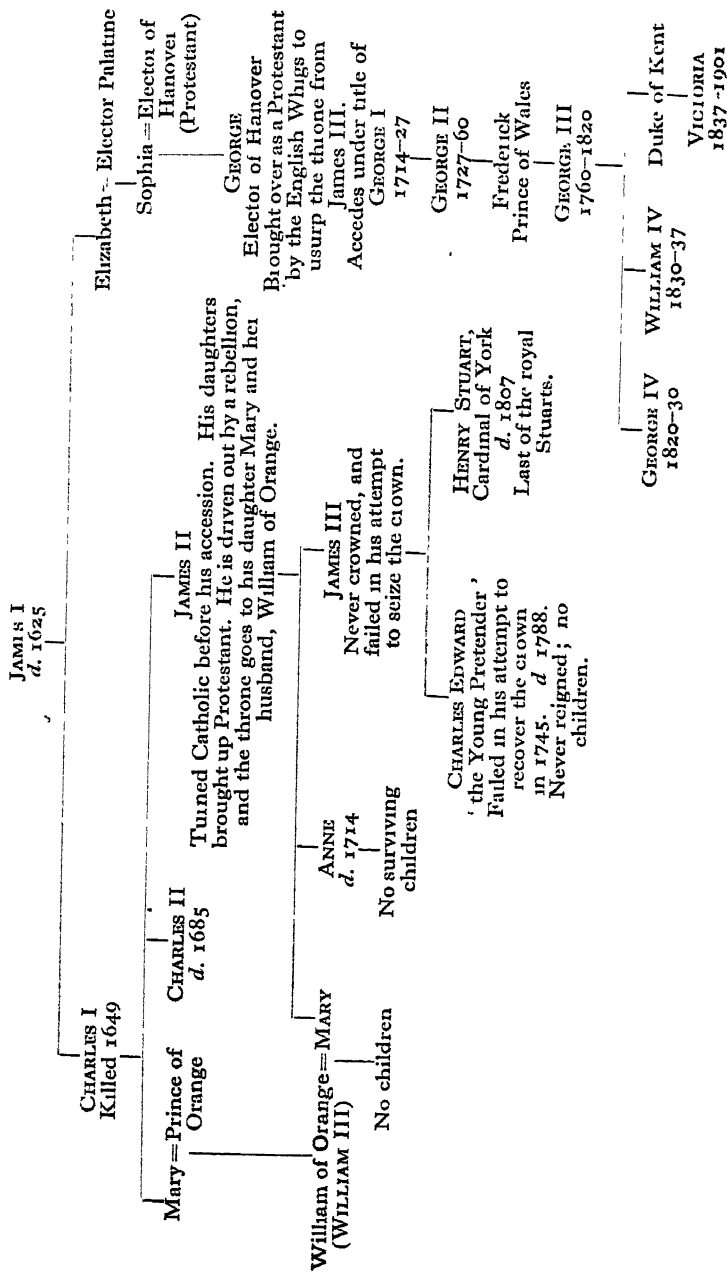 JAMES I
d. 1625
CHARLES I
Killed 1649
Elizabeth = Elector Palatine
Sophia = Elector of
Hanover
(Protestant)
Mary = Prince of
Orange
CHARLES II
d. 1685
JAMES II
Turned Catholic before his accession. His daughters
brought up Protestant. He is driven out by a rebellion,
and the throne goes to his daughter Mary and her
husband, William of Orange.
GEORGE
Elector of Hanover
Brought over as a Protestant
by the English Whigs to
usurp the throne from
James III.
Accedes under title of
GEORGE I
1714–27
William of Orange = MARY
(WILLIAM III)
No children
ANNE
d. 1714
No surviving
children
JAMES III
Never crowned, and
failed in his attempt
to seize the crown.
GEORGE II
1727–60
CHARLES EDWARD
‘ the Young Pretender ’
Failed in his attempt to
recover the crown
in 1745. d 1788.
Never reigned ; no
children.
HENRY STUART,
Cardinal of York
d. 1807
Last of the royal
Stuarts.
Frederick
Prince of Wales
GEORGE III
1760–1820
GEORGE IV
1820–30
WILLIAM IV
1830–37
Duke of Kent
VICTORIA
1837–1901